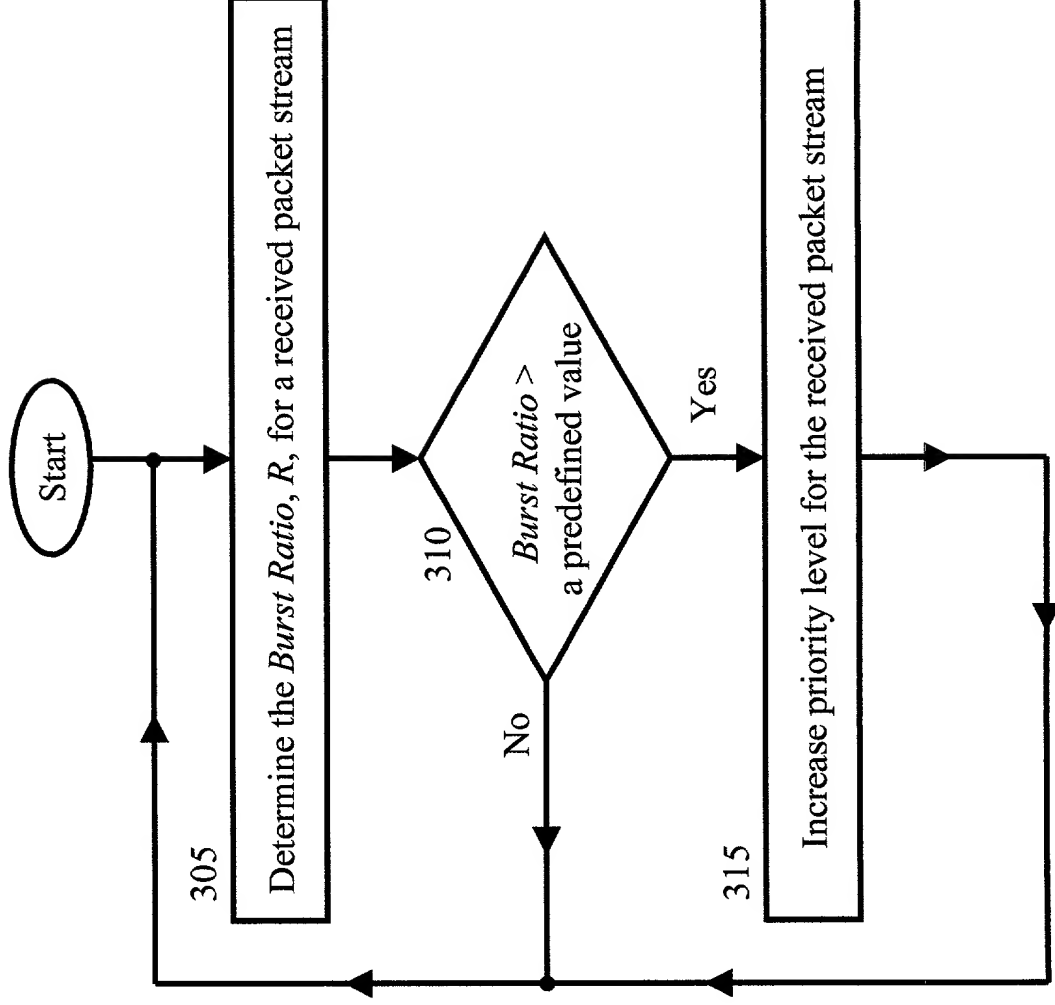 Start
305
Determine the Burst Ratio, R, for a received packet stream
310
Burst Ratio >
a predefined value
No
Yes
315
Increase priority level for the received packet stream